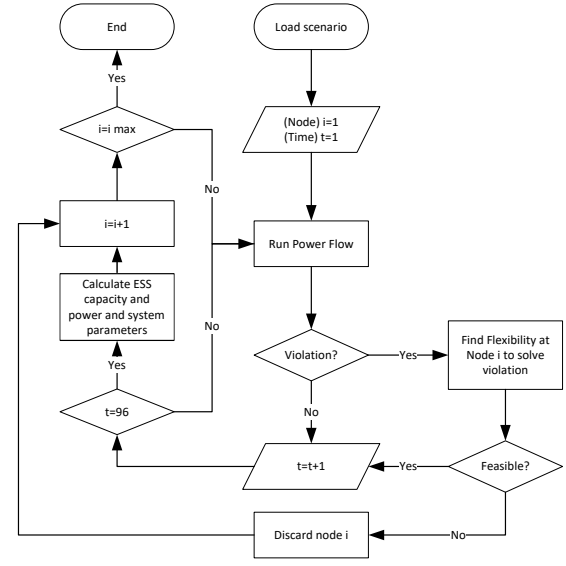 End
Load scenario
Yes
i=i max
(Node) i=1
(Time) t=1
No
i=i+1
Run Power Flow
Calculate ESS
capacity and
power and system
parameters
No
Violation?
Yes
Find Flexibility at
Node i to solve
violation
Yes
No
t=96
t=t+1
Yes
Feasible?
Discard node i
No